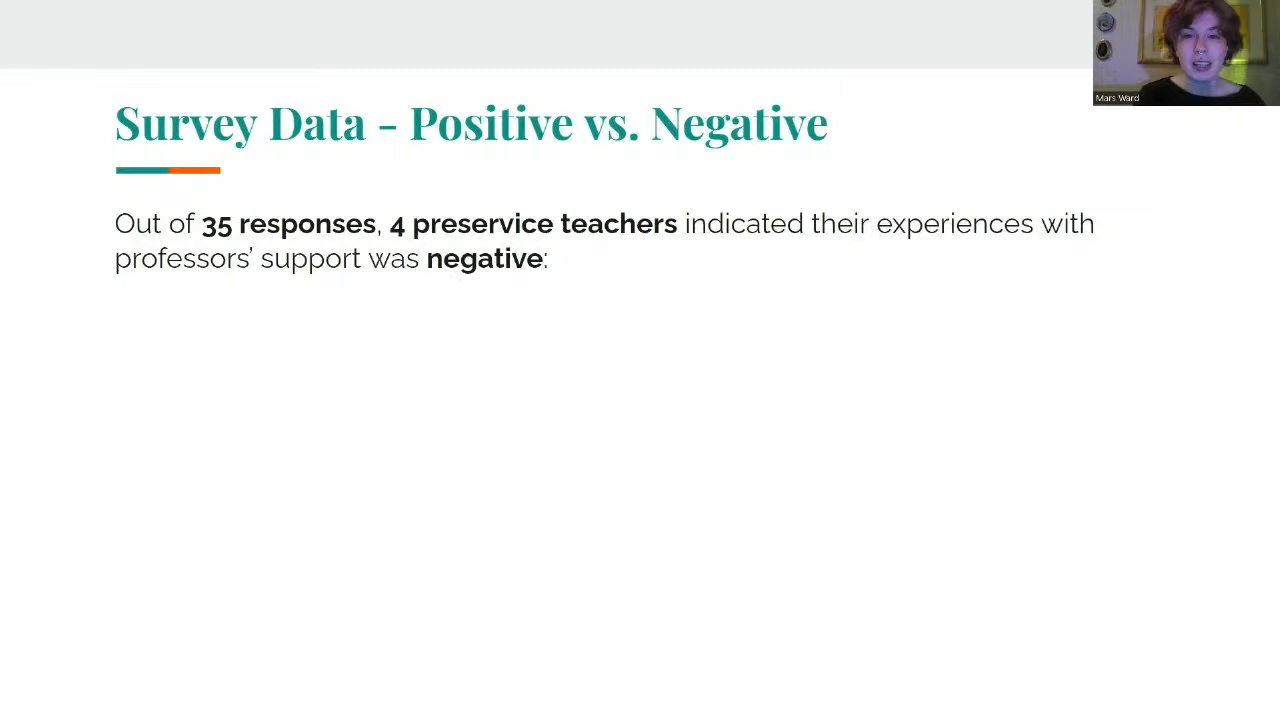 Mars Ward
Survey Data - Positive vs. Negative
Out of 35 responses, 4 preservice teachers indicated their experiences with
professors’ support was negative: